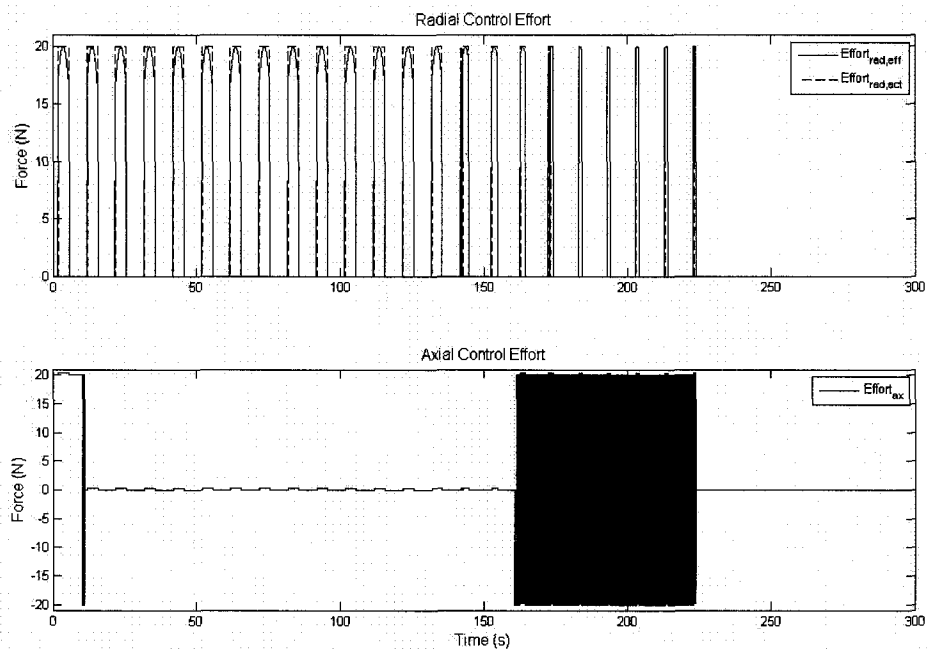 Radial Control Effort
20
15
10
5
0
Force (N)
Effort_rad,eff
Effort_rad,act
0 50 100 150 200 250 300
Axial Control Effort
20
15
10
5
0
-5
-10
-15
-20
Force (N)
Effort_ax
0 50 100 150 200 250 300
Time (s)